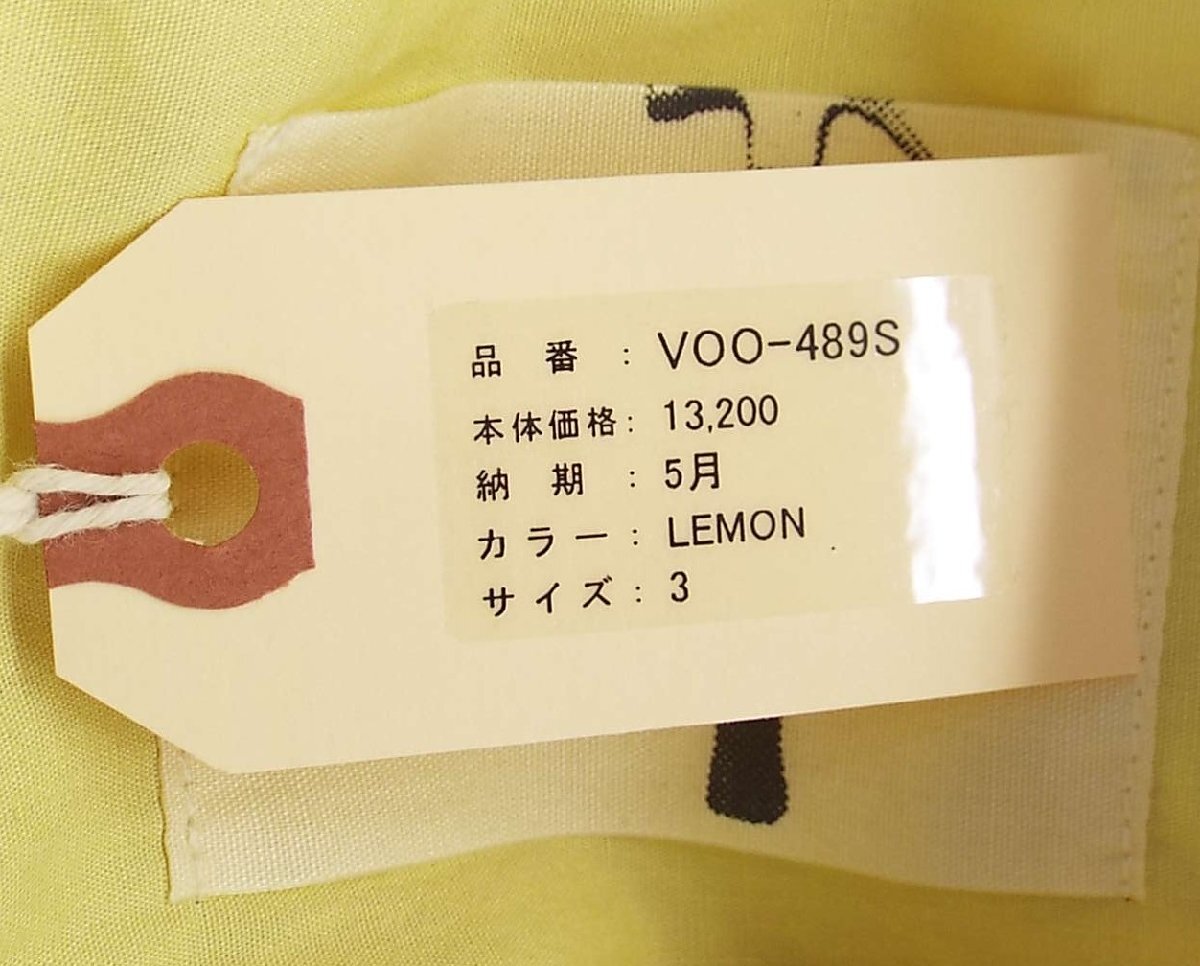 品 番 : VOO-489S
本体価格: 13,200
納 期 : 5月
カラー: LEMON
サイズ: 3